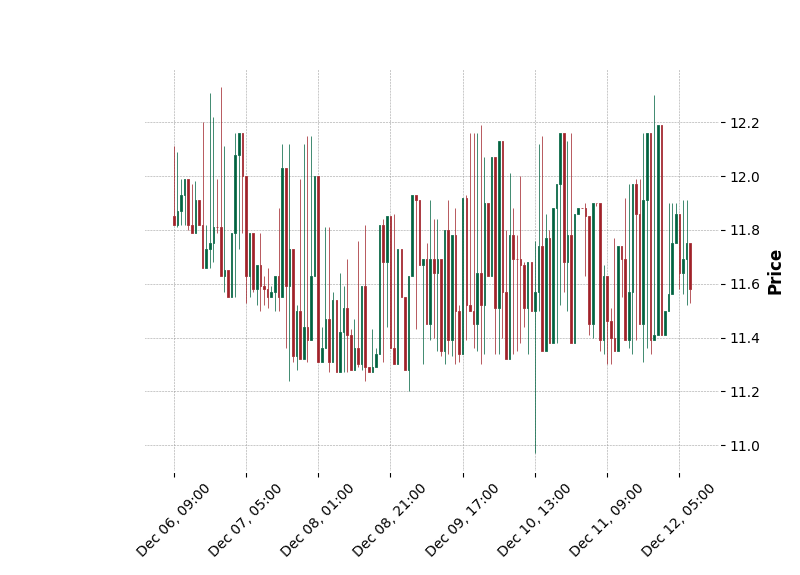 12.2
12.0
11.8
11.6
11.4
11.2
11.0
Price
Dec 06, 09:00
Dec 07, 05:00
Dec 08, 01:00
Dec 08, 21:00
Dec 09, 17:00
Dec 10, 13:00
Dec 11, 09:00
Dec 12, 05:00